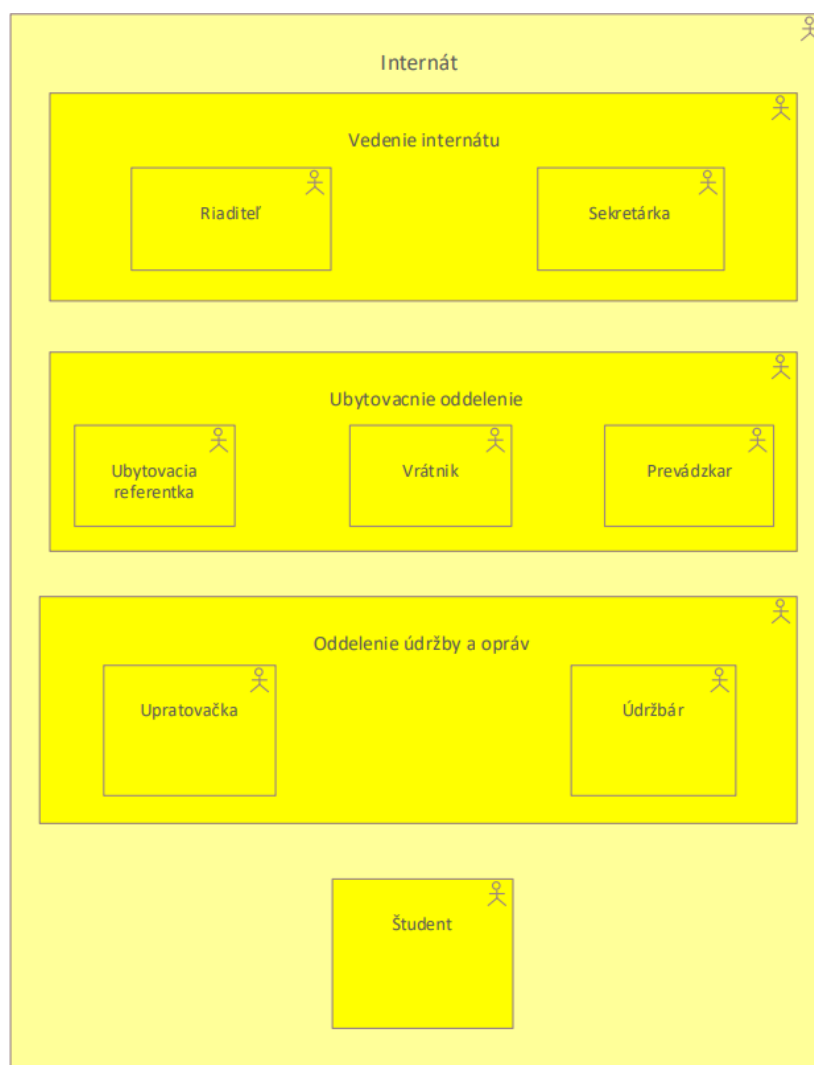 Internát
Vedenie internátu
Riaditeľ
Sekretárka
Ubytovacnie oddelenie
Ubytovacia
referentka
Vrátnik
Prevádzkar
Oddelenie údržby a opráv
Upratovačka
Údržbár
Študent